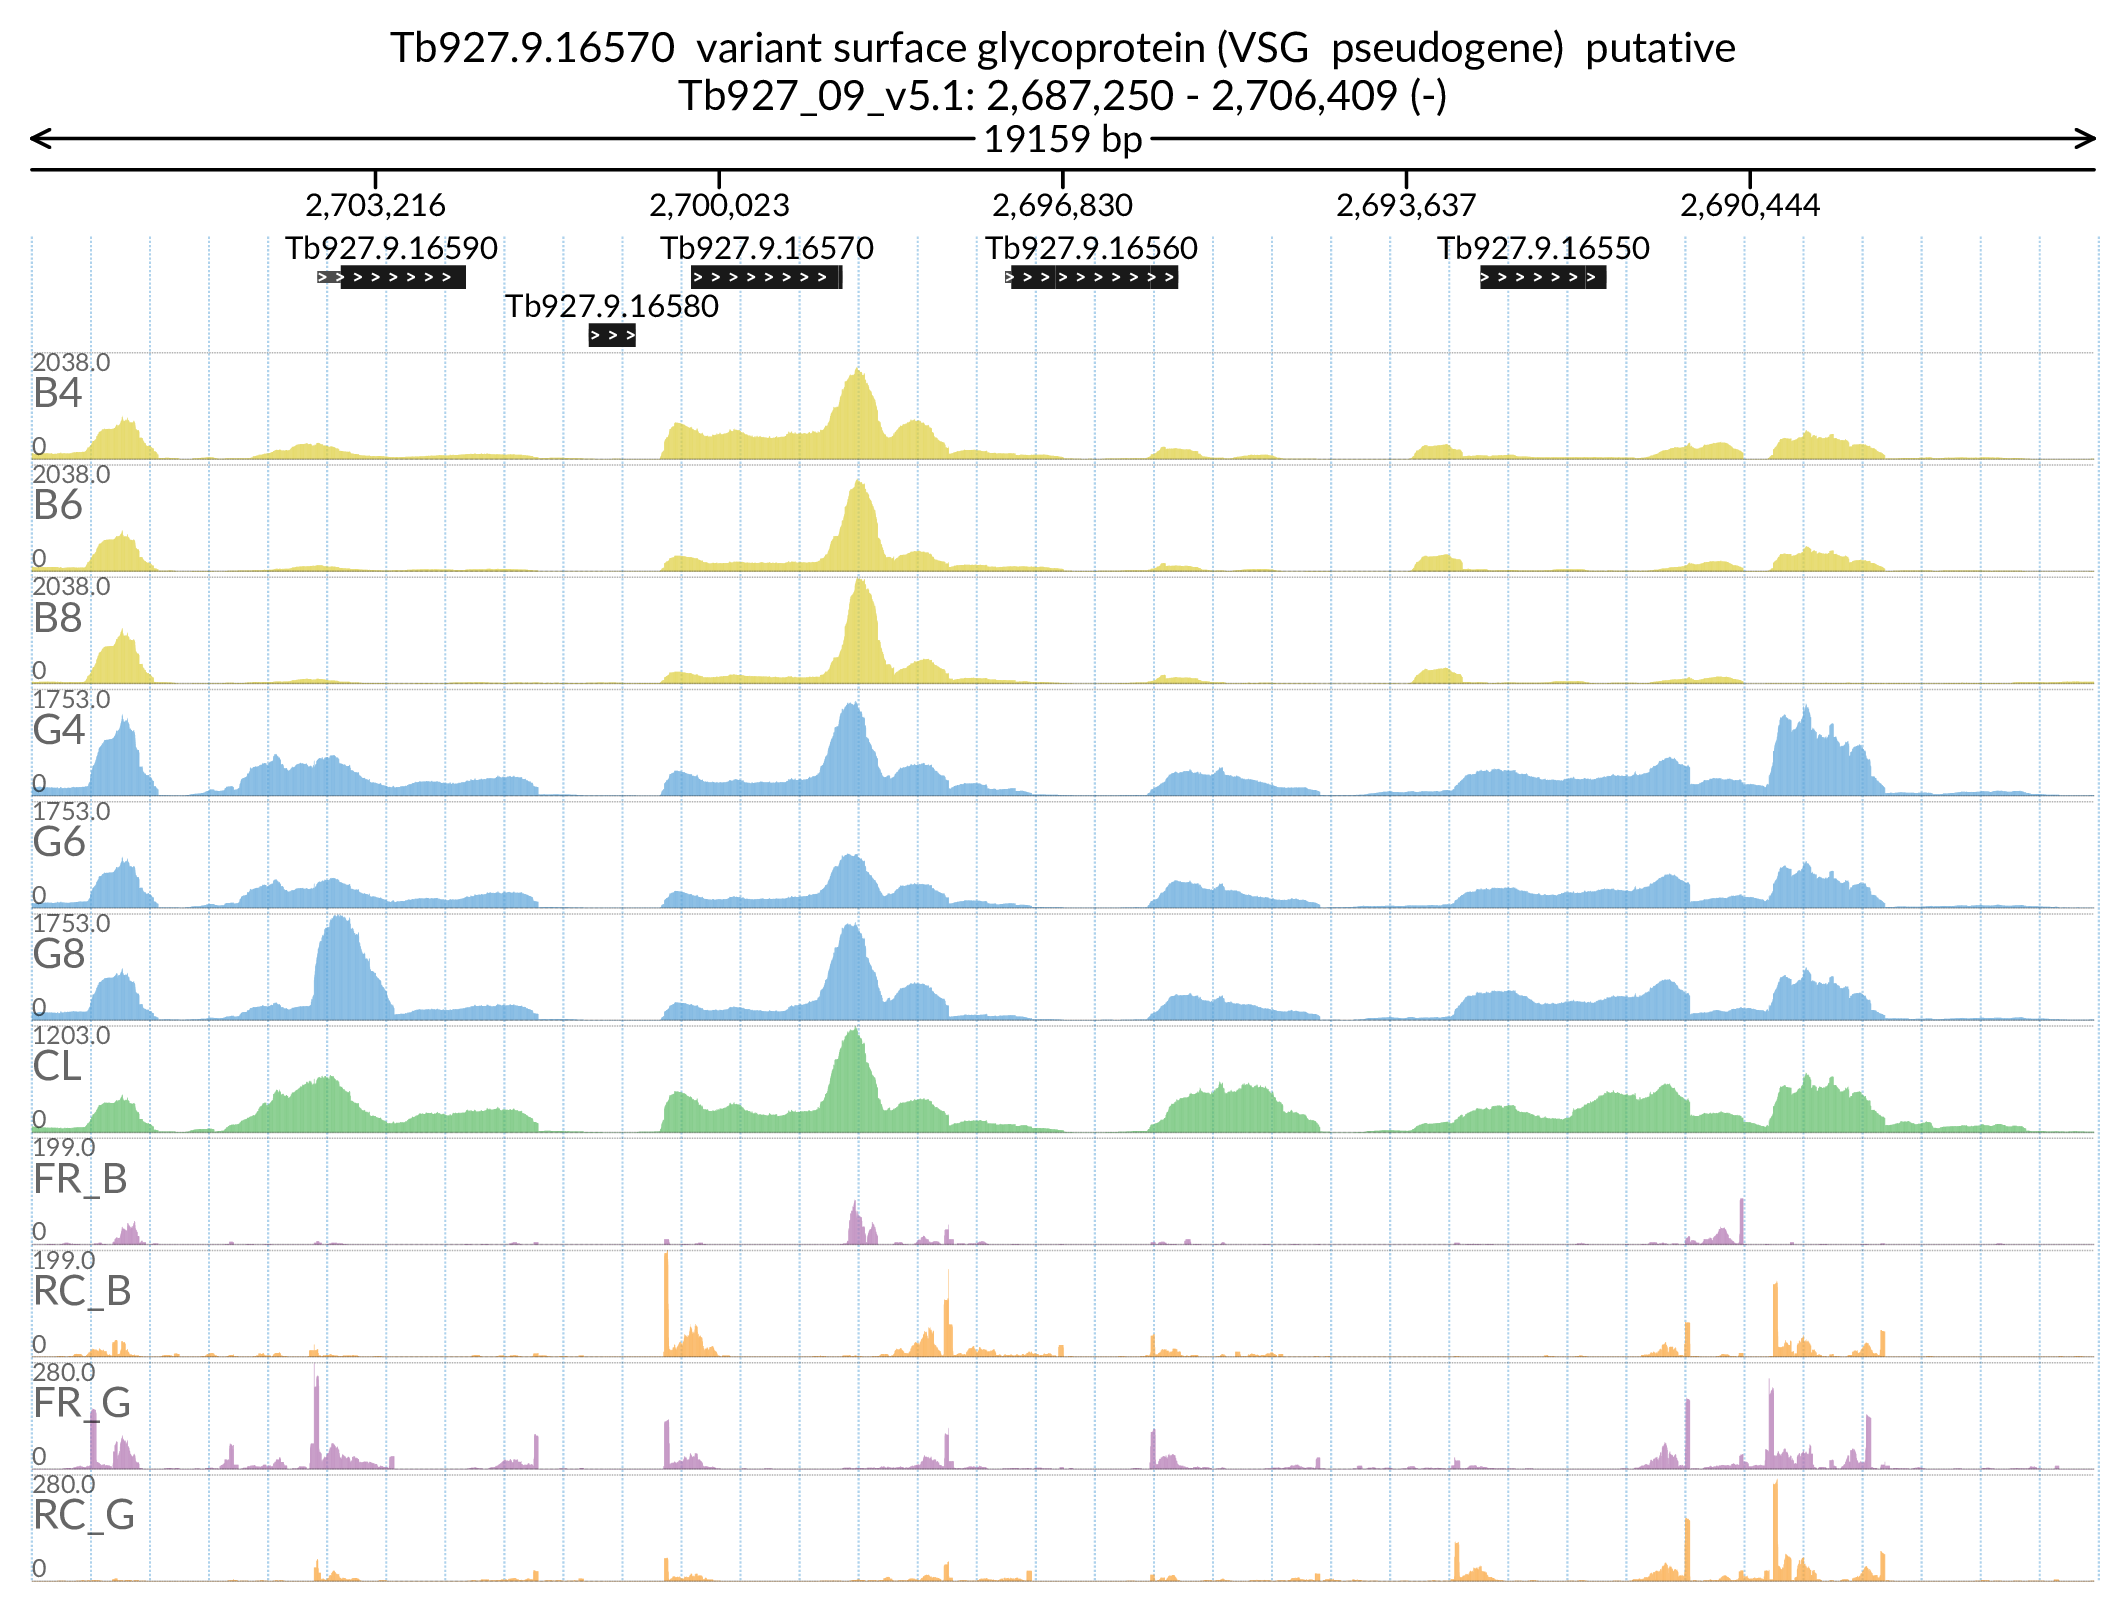 Tb927.9.16570 variant surface glycoprotein (VSG pseudogene) putative
Tb927_09_v5.1: 2,687,250 - 2,706,409 (-)
19159 bp
2,703,216 2,700,023 2,696,830 2,693,637 2,690,444
Tb927.9.16590 Tb927.9.16570 Tb927.9.16560 Tb927.9.16550
Tb927.9.16580
2038.0
B4
0
2038.0
B6
0
2038.0
B8
0
1753.0
G4
0
1753.0
G6
0
1753.0
G8
0
1203.0
CL
0
199.0
FR_B
0
199.0
RC_B
0
280.0
FR_G
0
280.0
RC_G
0